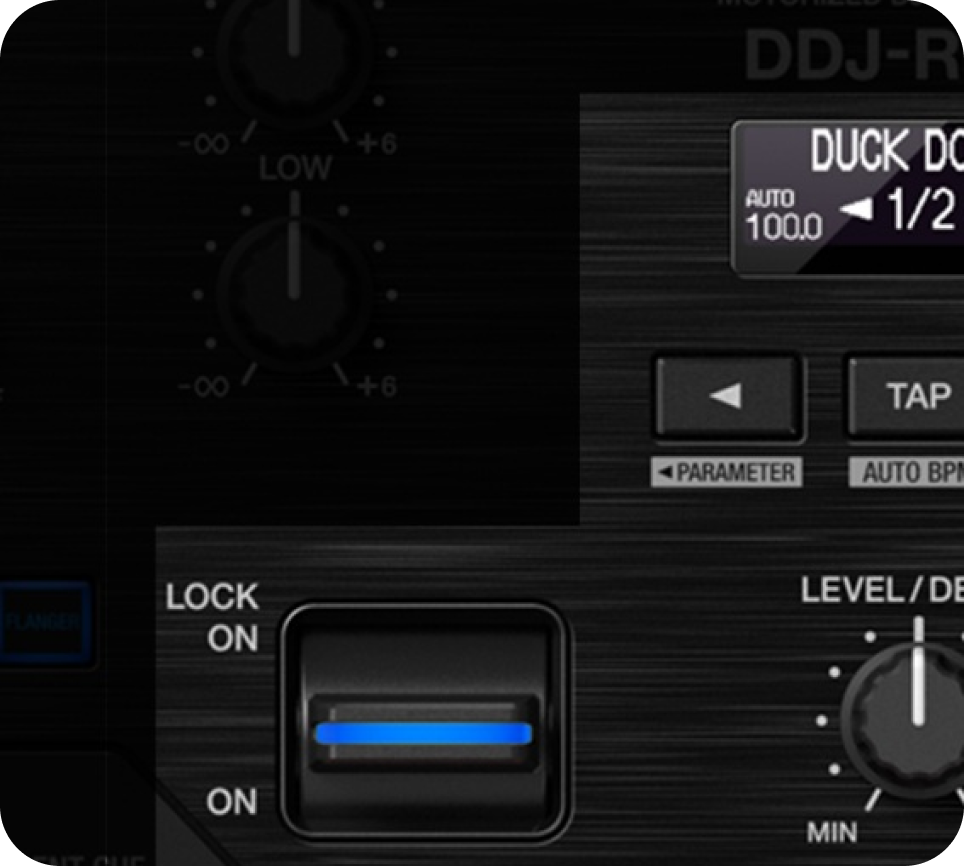 DDJ-R
-∞ +6
LOW
DUCK DO
AUTO
100.0 ◀ 1/2
-∞ +6
◀ TAP
◀PARAMETER AUTO BPM
LOCK
ON
LEVEL / DE
FLANGER
ON
MIN